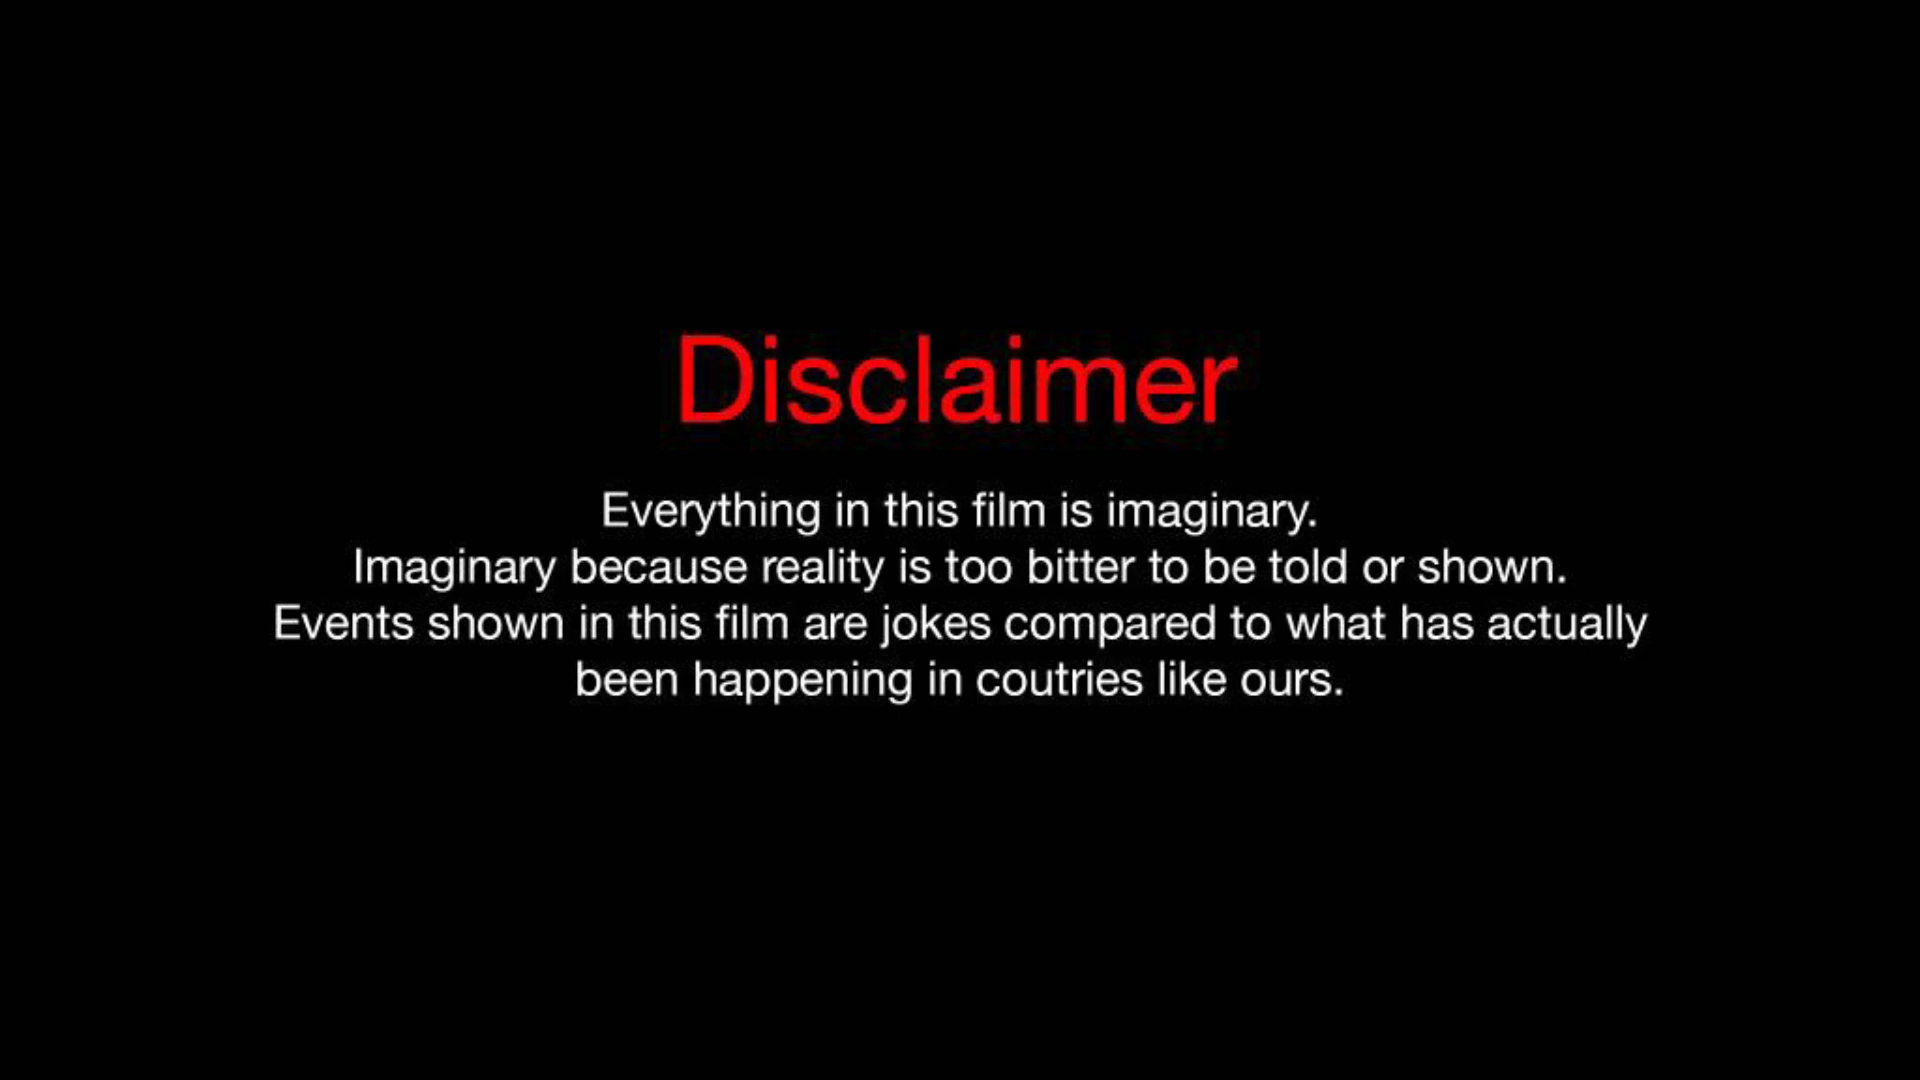 Disclaimer
Everything in this film is imaginary.
Imaginary because reality is too bitter to be told or shown.
Events shown in this film are jokes compared to what has actually
been happening in coutries like ours.